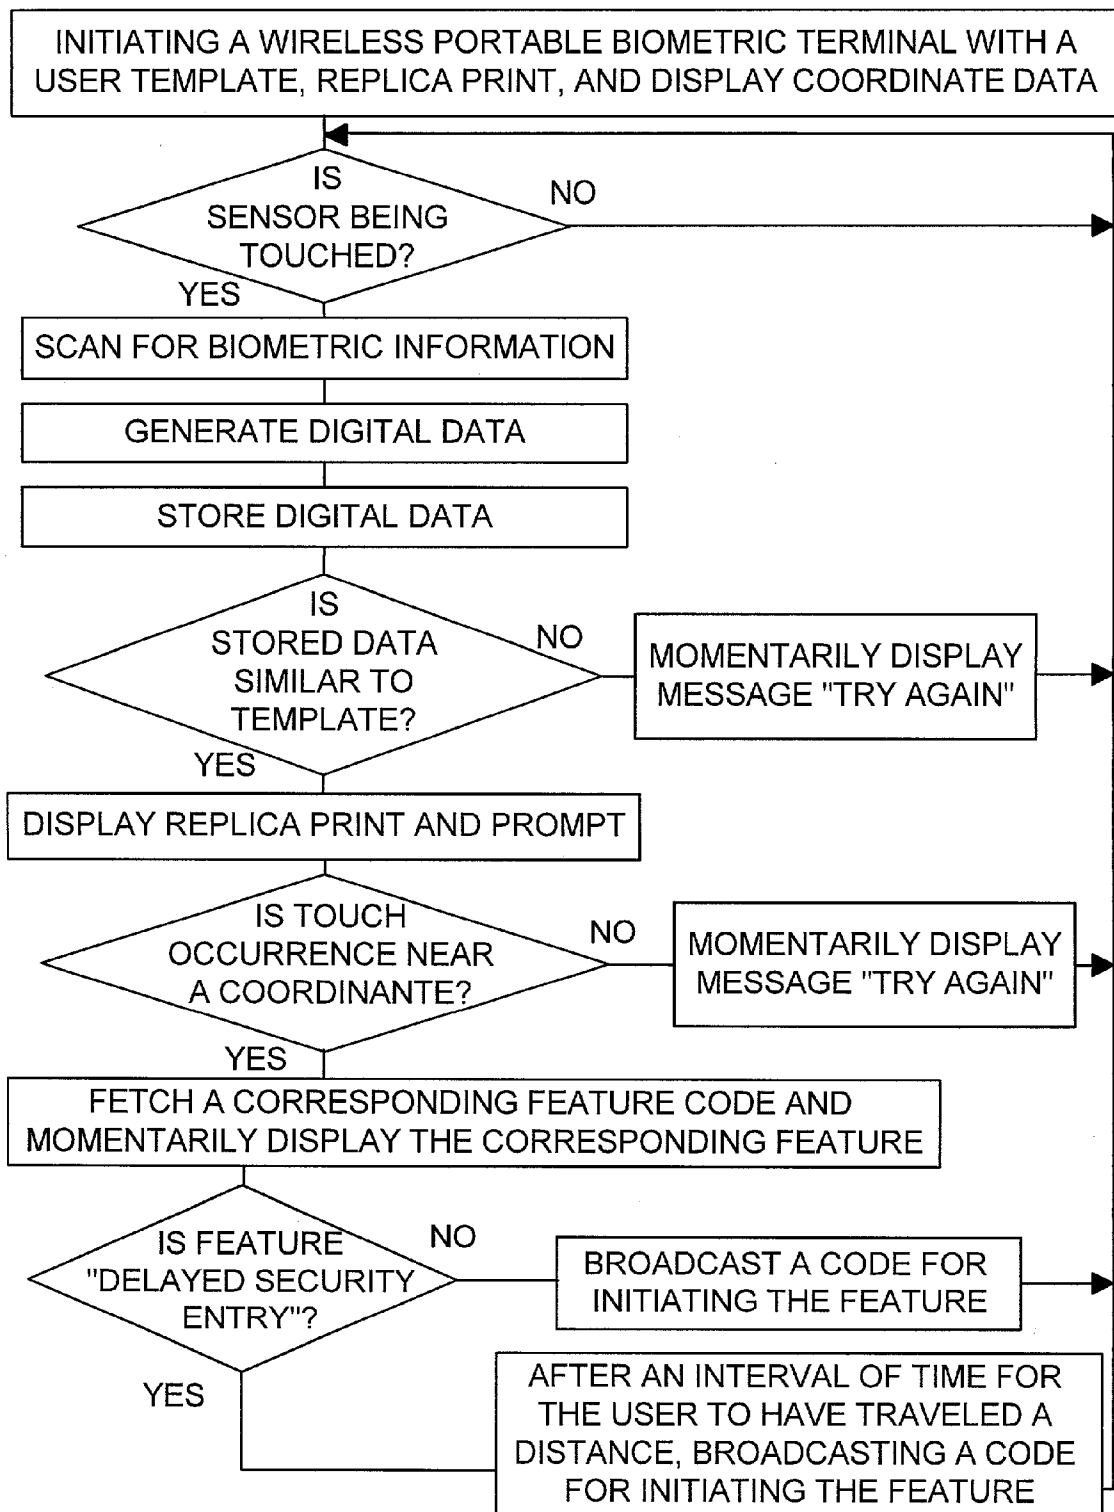 INITIATING A WIRELESS PORTABLE BIOMETRIC TERMINAL WITH A
USER TEMPLATE, REPLICA PRINT, AND DISPLAY COORDINATE DATA
IS
SENSOR BEING
TOUCHED?
NO
YES
SCAN FOR BIOMETRIC INFORMATION
GENERATE DIGITAL DATA
STORE DIGITAL DATA
IS
STORED DATA
SIMILAR TO
TEMPLATE?
NO
MOMENTARILY DISPLAY
MESSAGE "TRY AGAIN"
YES
DISPLAY REPLICA PRINT AND PROMPT
IS TOUCH
OCCURRENCE NEAR
A COORDINANTE?
NO
MOMENTARILY DISPLAY
MESSAGE "TRY AGAIN"
YES
FETCH A CORRESPONDING FEATURE CODE AND
MOMENTARILY DISPLAY THE CORRESPONDING FEATURE
IS FEATURE
"DELAYED SECURITY
ENTRY"?
NO
BROADCAST A CODE FOR
INITIATING THE FEATURE
YES
AFTER AN INTERVAL OF TIME FOR
THE USER TO HAVE TRAVELED A
DISTANCE, BROADCASTING A CODE
FOR INITIATING THE FEATURE